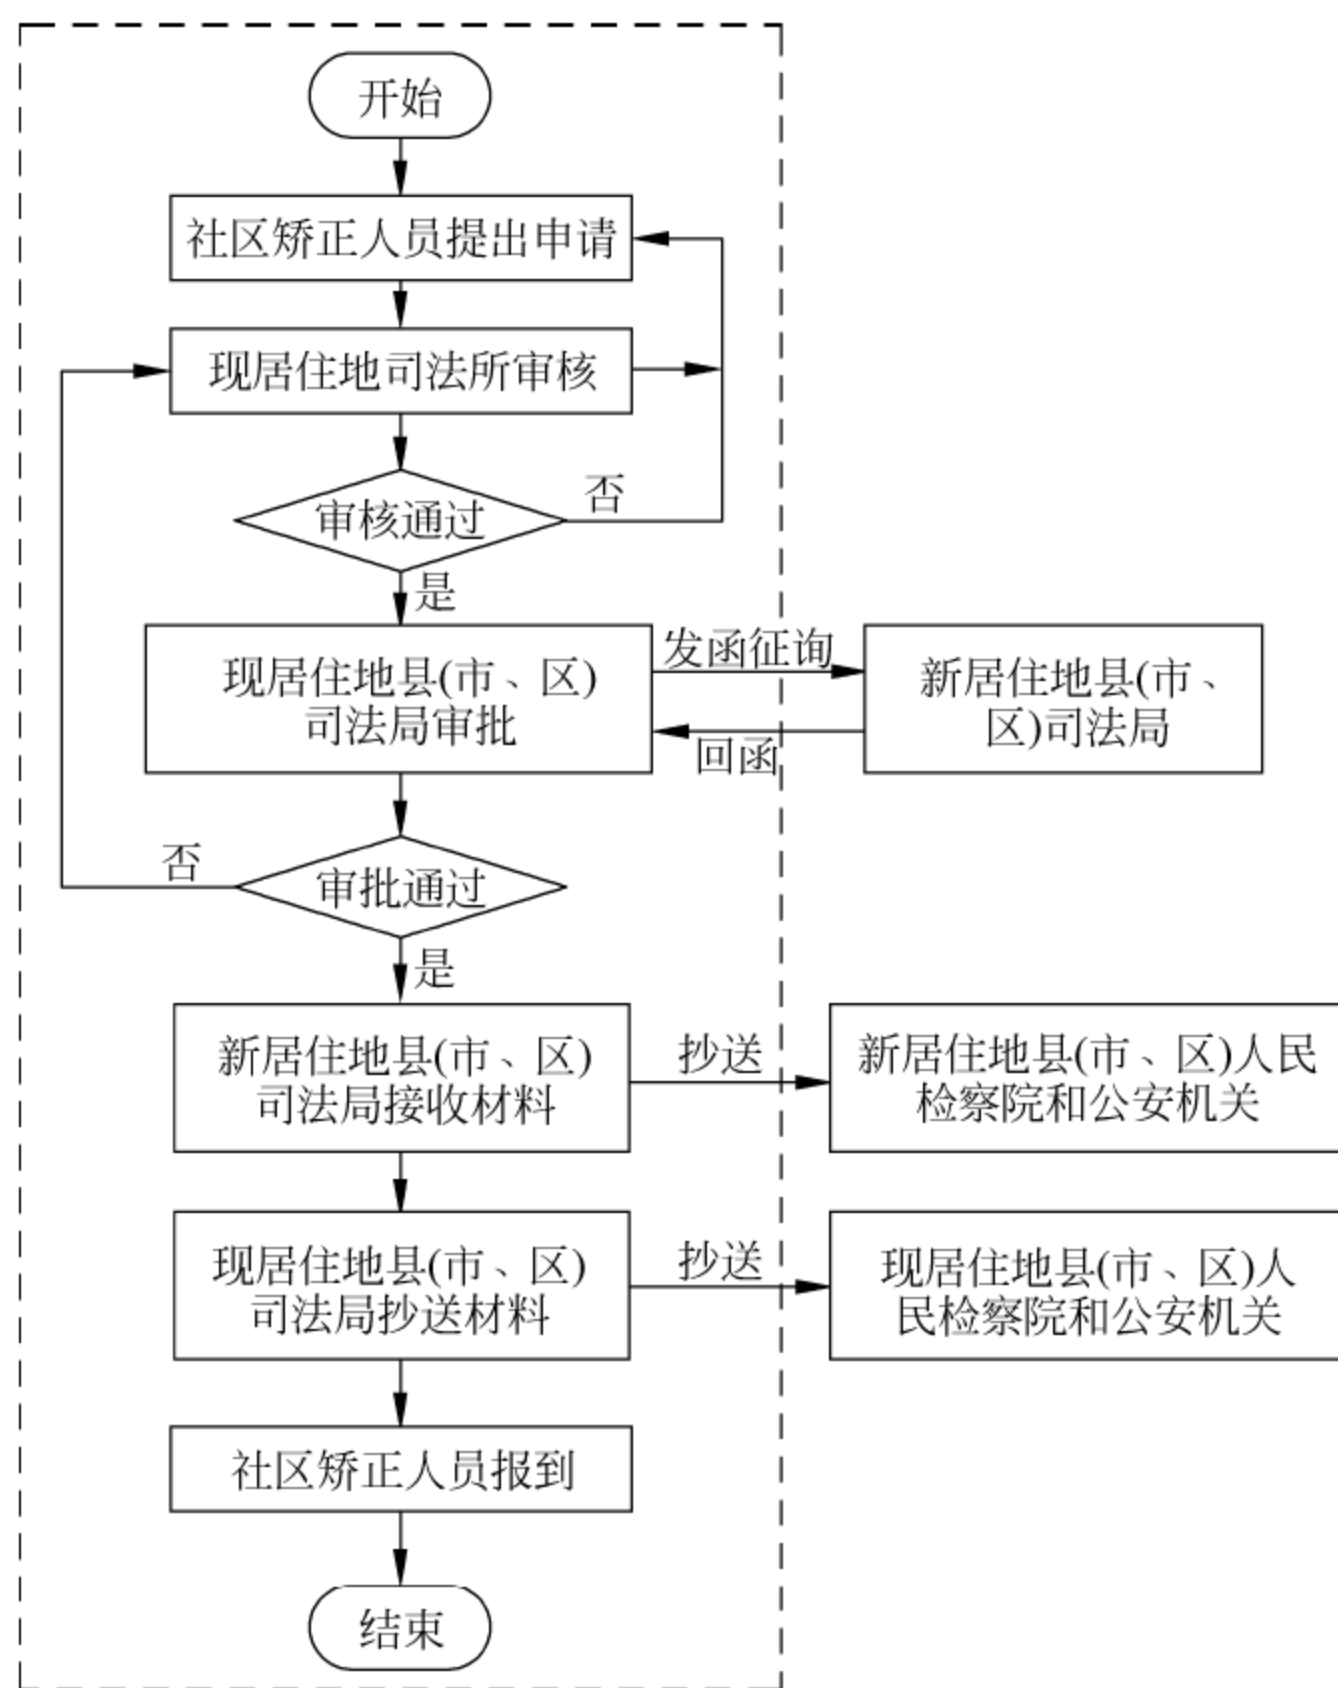 开始
社区矫正人员提出申请
现居住地司法所审核
审核通过
否
是
现居住地县(市、区)
司法局审批
发函征询
回函
新居住地县(市、
区)司法局
审批通过
否
是
新居住地县(市、区)
司法局接收材料
抄送
新居住地县(市、区)人民
检察院和公安机关
现居住地县(市、区)
司法局抄送材料
抄送
现居住地县(市、区)人
民检察院和公安机关
社区矫正人员报到
结束